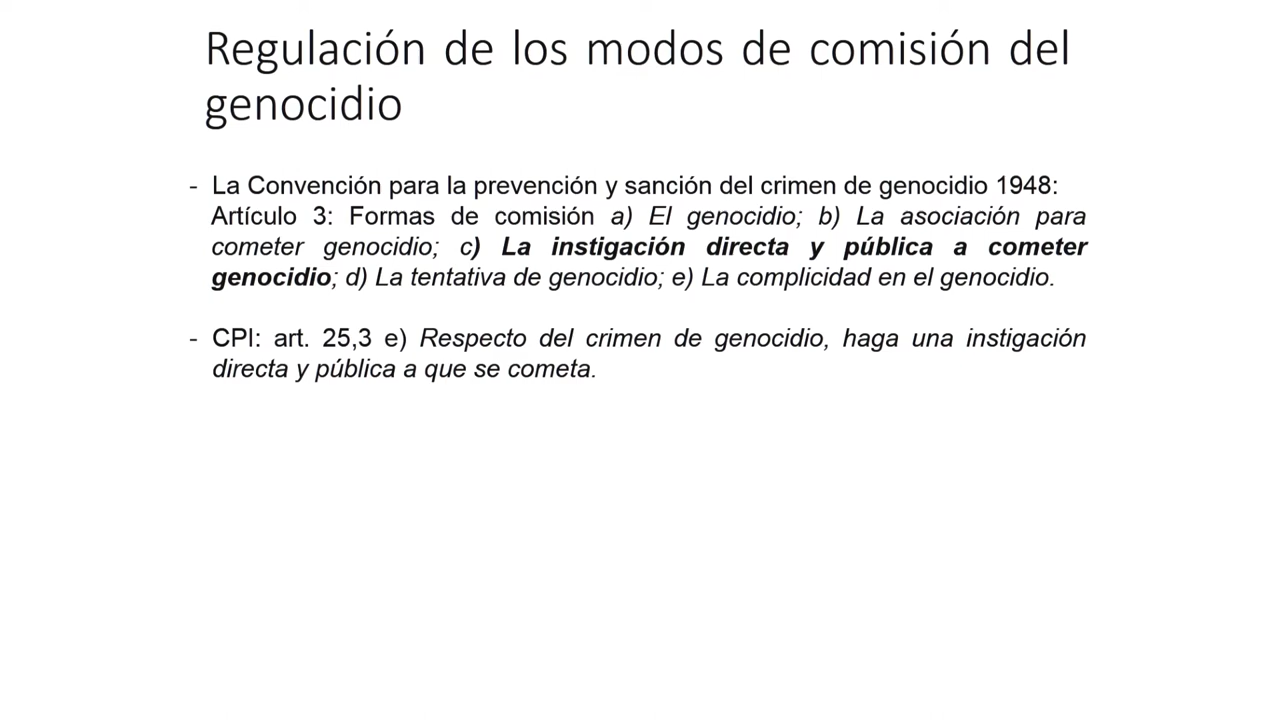 Regulación de los modos de comisión del
genocidio
- La Convención para la prevención y sanción del crimen de genocidio 1948:
Artículo 3: Formas de comisión a) El genocidio; b) La asociación para
cometer genocidio; c) La instigación directa y pública a cometer
genocidio; d) La tentativa de genocidio; e) La complicidad en el genocidio.
- CPI: art. 25,3 e) Respecto del crimen de genocidio, haga una instigación
directa y pública a que se cometa.